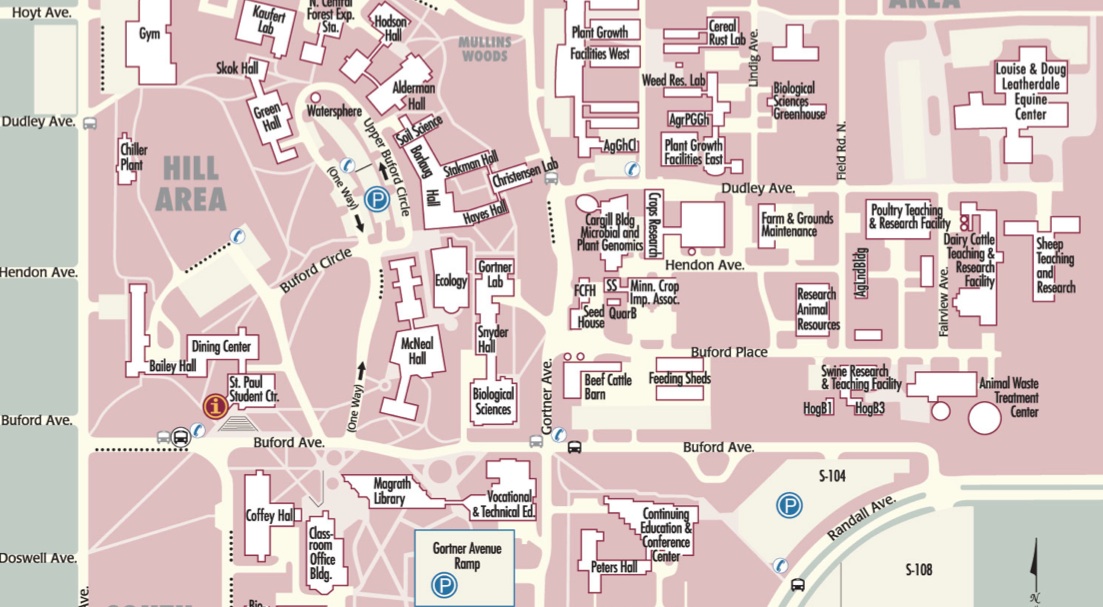 AREA
Hoyt Ave.
Gym
Kaufert
Lab
N. Central
Forest Exp.
Sta.
Hodson
Hall
MULLINS
WOODS
Plant Growth
Facilities West
Cereal
Rust Lab
Lindig Ave.
Louise & Doug
Leatherdale
Equine
Center
Skok Hall
Green
Hall
Watersphere
Alderman
Hall
Weed Res. Lab
Biological
Sciences
Greenhouse
AgrPGGh
Dudley Ave.
Chiller
Plant
HILL
AREA
Upper Buford Circle
Soil Science
Borlaug
Hall
Stakman Hall
Christensen Lab
Hayes Hall
AgGhCl
Plant Growth
Facilities East
Field Rd. N.
(One Way)
P
Dudley Ave.
Cargill Bldg
Microbial and
Plant Genomics
Crops Research
Farm & Grounds
Maintenance
Poultry Teaching
& Research Facility
Dairy Cattle
Teaching &
Research
Facility
Sheep
Teaching
and
Research
Hendon Ave.
Buford Circle
Ecology
Gortner
Lab
Hendon Ave.
FCFH
SS
Minn. Crop
Imp. Assoc.
Seed
House
QuarB
Research
Animal
Resources
AgUndBldg
Fairview Ave.
Snyder
Hall
McNeal
Hall
Dining Center
Bailey Hall
St. Paul
Student Ctr.
i
(One Way)
Biological
Sciences
Gortner Ave.
Buford Place
Beef Cattle
Barn
Feeding Sheds
Swine Research
& Teaching Facility
HogB1
HogB3
Animal Waste
Treatment
Center
Buford Ave.
Buford Ave.
Buford Ave.
Coffey Hall
Class-
room
Office
Bldg.
Magrath
Library
Vocational
& Technical Ed.
Continuing
Education &
Conference
Center
Peters Hall
S-104
P
Randall Ave.
S-108
Doswell Ave.
Gortner Avenue
Ramp
P
N
Ave.
SOUTH
Bio